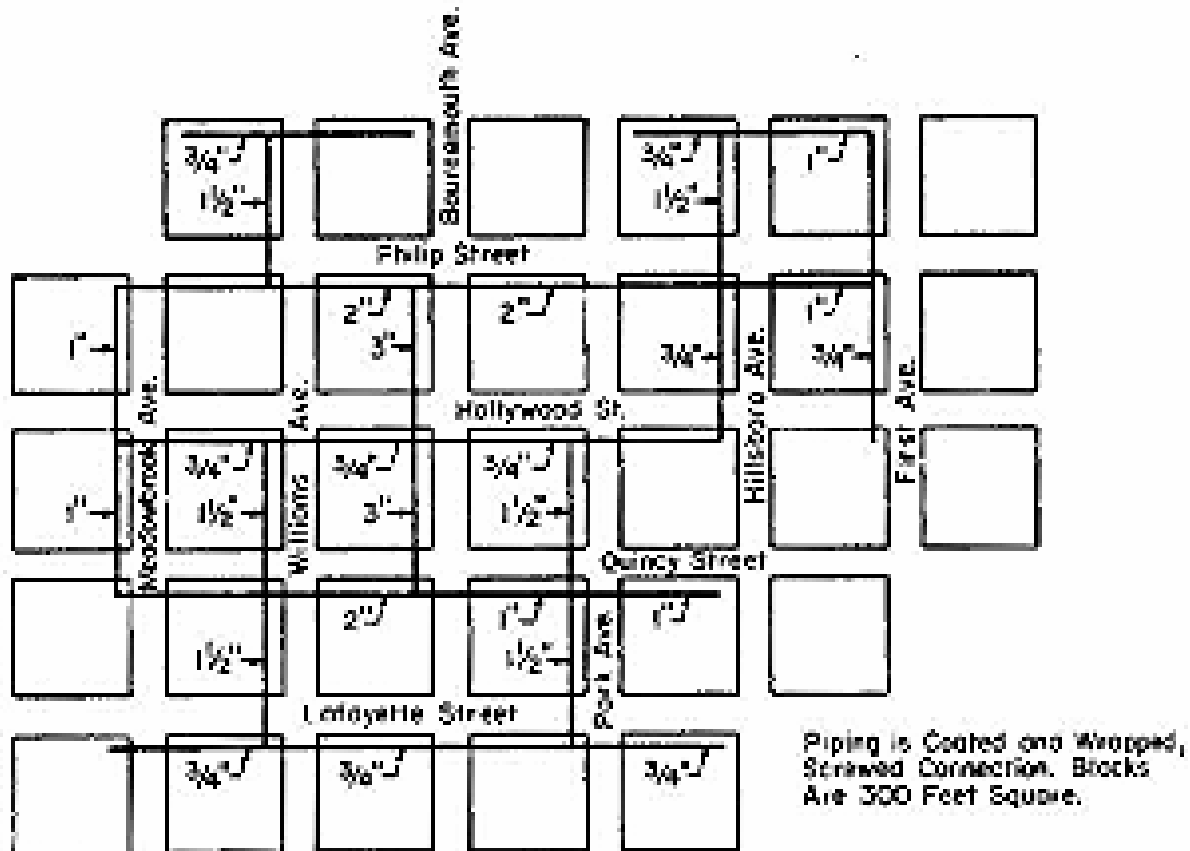 Bournemouth Ave.
3/4"
1 1/2"
3/4"
1 1/2"
1"
Philip Street
1"
2"
3"
2"
3/4"
1"
3/4"
Hollywood St.
Meadowbrook Ave.
Williams Ave.
Hillsboro Ave.
First Ave.
1"
3/4"
1 1/2"
3/4"
3"
3/4"
1 1/2"
Quincy Street
1 1/2"
2"
1"
1 1/2"
1"
Park Ave.
Lafayette Street
3/4"
3/4"
Piping is Coated and Wrapped,
Screwed Connection. Blocks
Are 300 Feet Square.